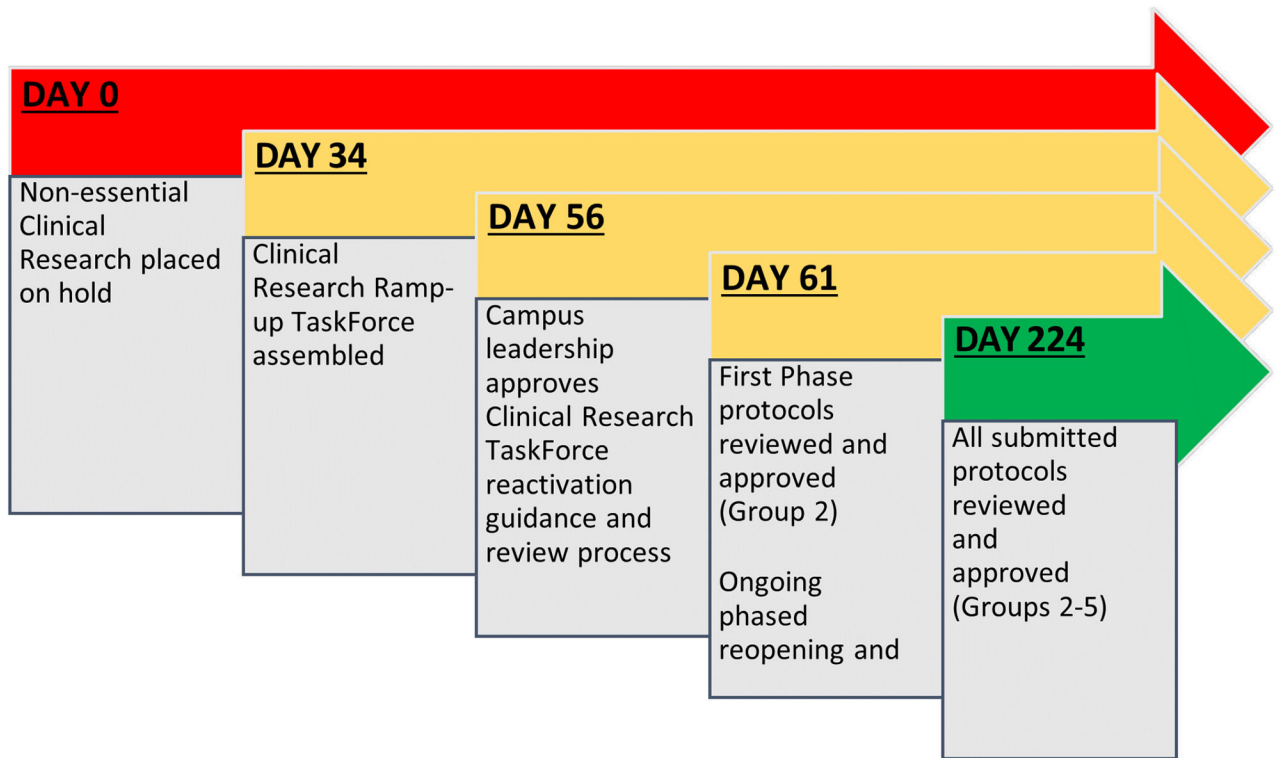 DAY 0
Non-essential
Clinical
Research placed
on hold
DAY 34
Clinical
Research Ramp-
up TaskForce
assembled
DAY 56
Campus
leadership
approves
Clinical Research
TaskForce
reactivation
guidance and
review process
DAY 61
First Phase
protocols
reviewed and
approved
(Group 2)
Ongoing
phased
reopening and
DAY 224
All submitted
protocols
reviewed
and
approved
(Groups 2-5)